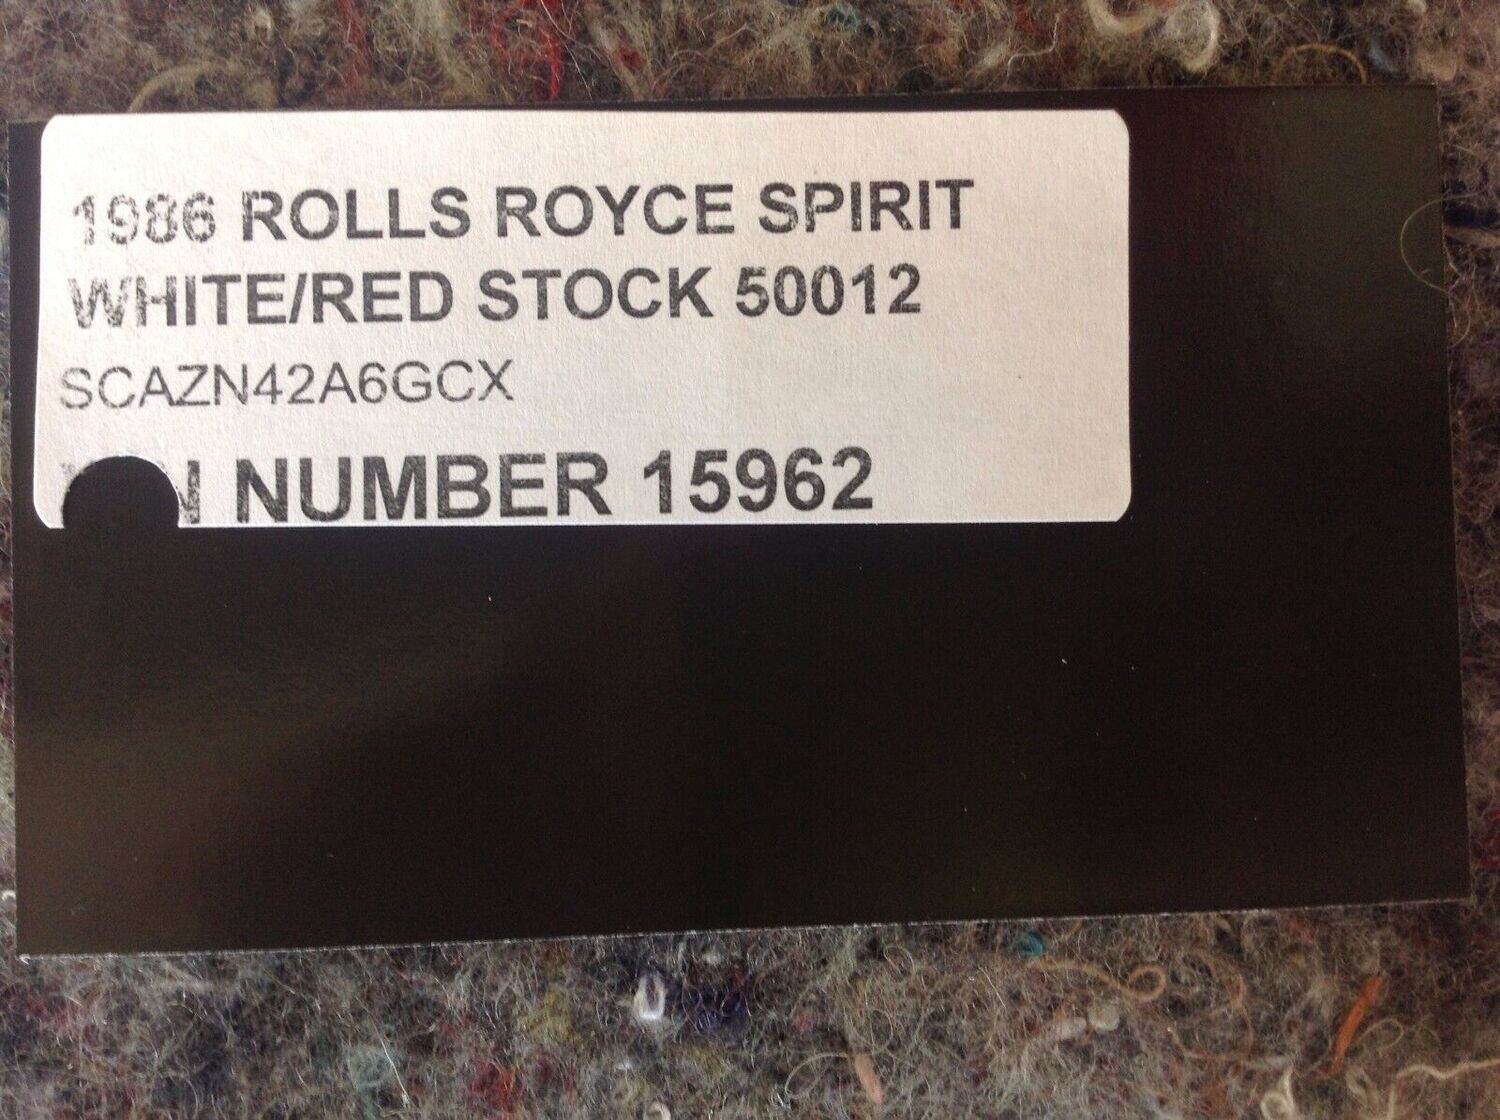 1986 ROLLS ROYCE SPIRIT
WHITE/RED STOCK 50012
SCAZN42A6GCX
NUMBER 15962